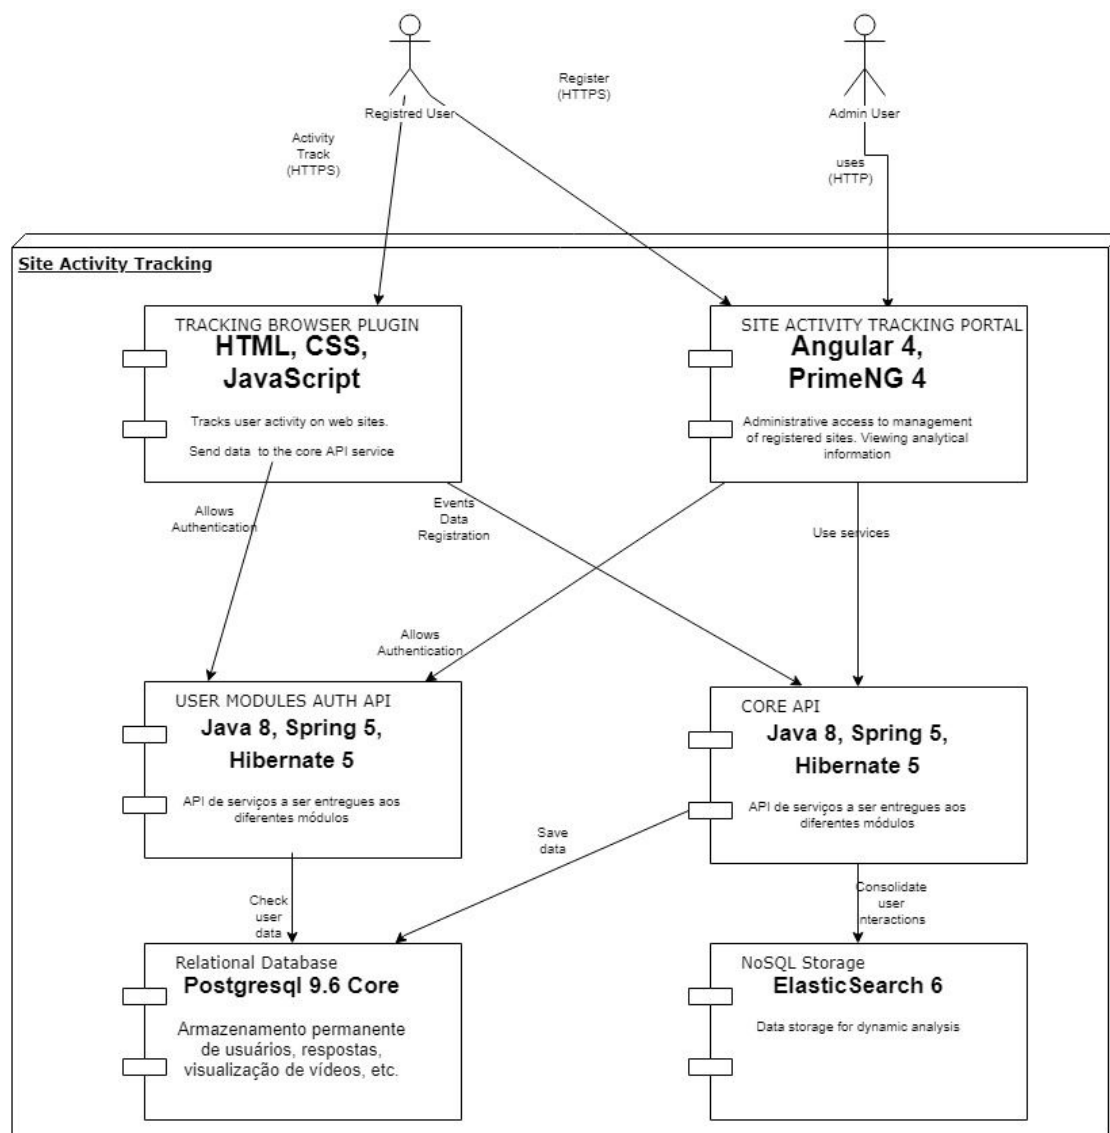 Registred User
Admin User
Register
(HTTPS)
Activity
Track
(HTTPS)
uses
(HTTP)
Site Activity Tracking
TRACKING BROWSER PLUGIN
HTML, CSS,
JavaScript
Tracks user activity on web sites.
Send data to the core API service
SITE ACTIVITY TRACKING PORTAL
Angular 4,
PrimeNG 4
Administrative access to management
of registered sites. Viewing analytical
information
Allows
Authentication
Events
Data
Registration
Use services
Allows
Authentication
USER MODULES AUTH API
Java 8, Spring 5,
Hibernate 5
API de serviços a ser entregues aos
diferentes módulos
CORE API
Java 8, Spring 5,
Hibernate 5
API de serviços a ser entregues aos
diferentes módulos
Save
data
Check
user
data
Consolidate
user
nteractions
Relational Database
Postgresql 9.6 Core
Armazenamento permanente
de usuários, respostas,
visualização de vídeos, etc.
NoSQL Storage
ElasticSearch 6
Data storage for dynamic analysis